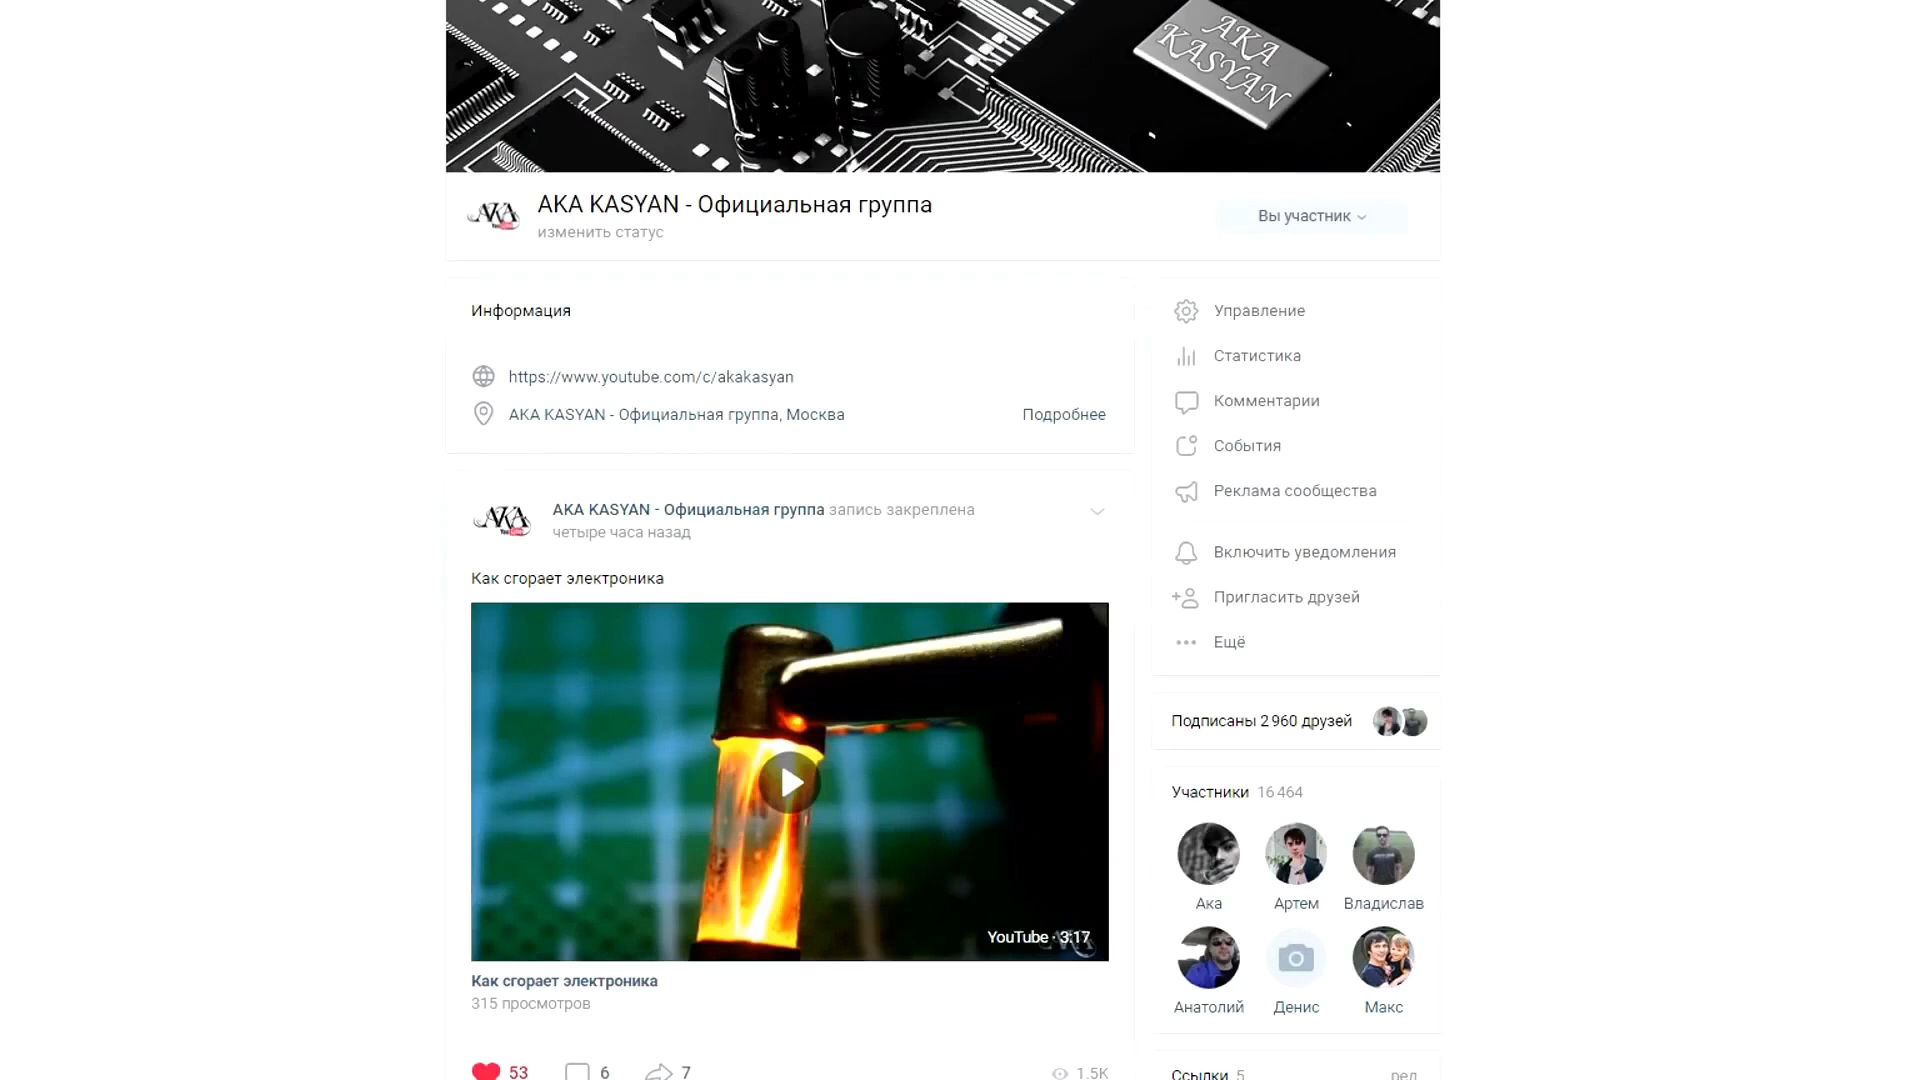 AKA
KASYAN
AKA
AKA KASYAN - Официальная группа
изменить статус
Вы участник
Информация
https://www.youtube.com/c/akakasyan
AKA KASYAN - Официальная группа, Москва
Подробнее
Управление
Статистика
Комментарии
События
Реклама сообщества
Включить уведомления
Пригласить друзей
Ещё
AKA
AKA KASYAN - Официальная группа запись закреплена
четыре часа назад
Как сгорает электроника
YouTube · 3:17
Как сгорает электроника
315 просмотров
53
6
7
1.5K
Подписаны 2 960 друзей
Участники 16 464
Ака
Артем
Владислав
Анатолий
Денис
Макс
Ссылки 5
ред.